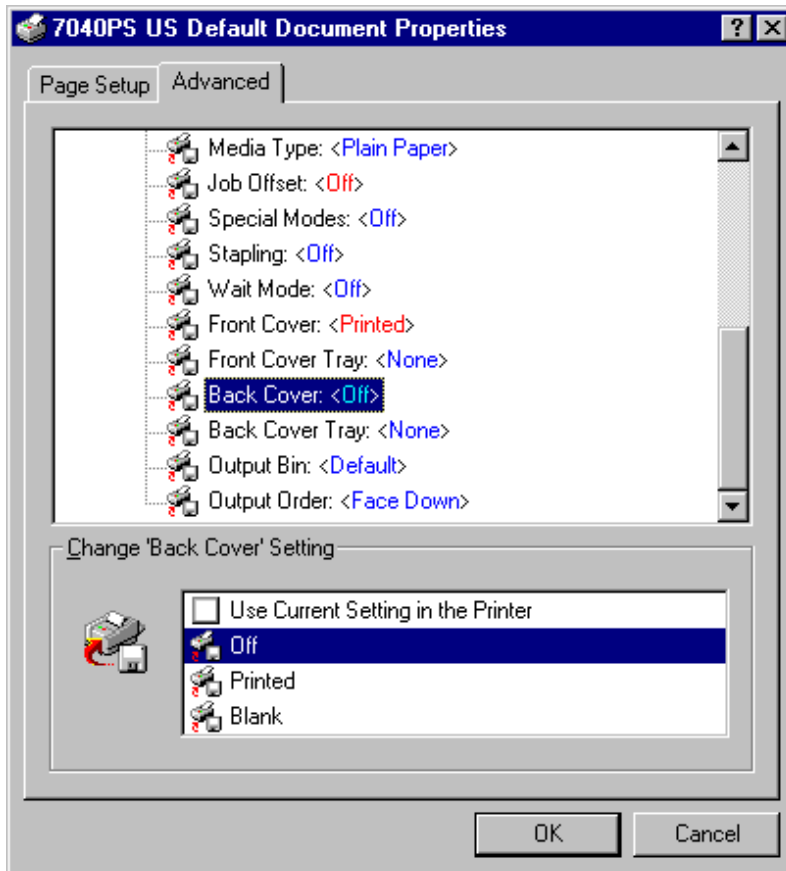 7040PS US Default Document Properties
Page Setup
Advanced
Media Type: <Plain Paper>
Job Offset: <Off>
Special Modes: <Off>
Stapling: <Off>
Wait Mode: <Off>
Front Cover: <Printed>
Front Cover Tray: <None>
Back Cover: <Off>
Back Cover Tray: <None>
Output Bin: <Default>
Output Order: <Face Down>
Change 'Back Cover' Setting
Use Current Setting in the Printer
Off
Printed
Blank
OK
Cancel